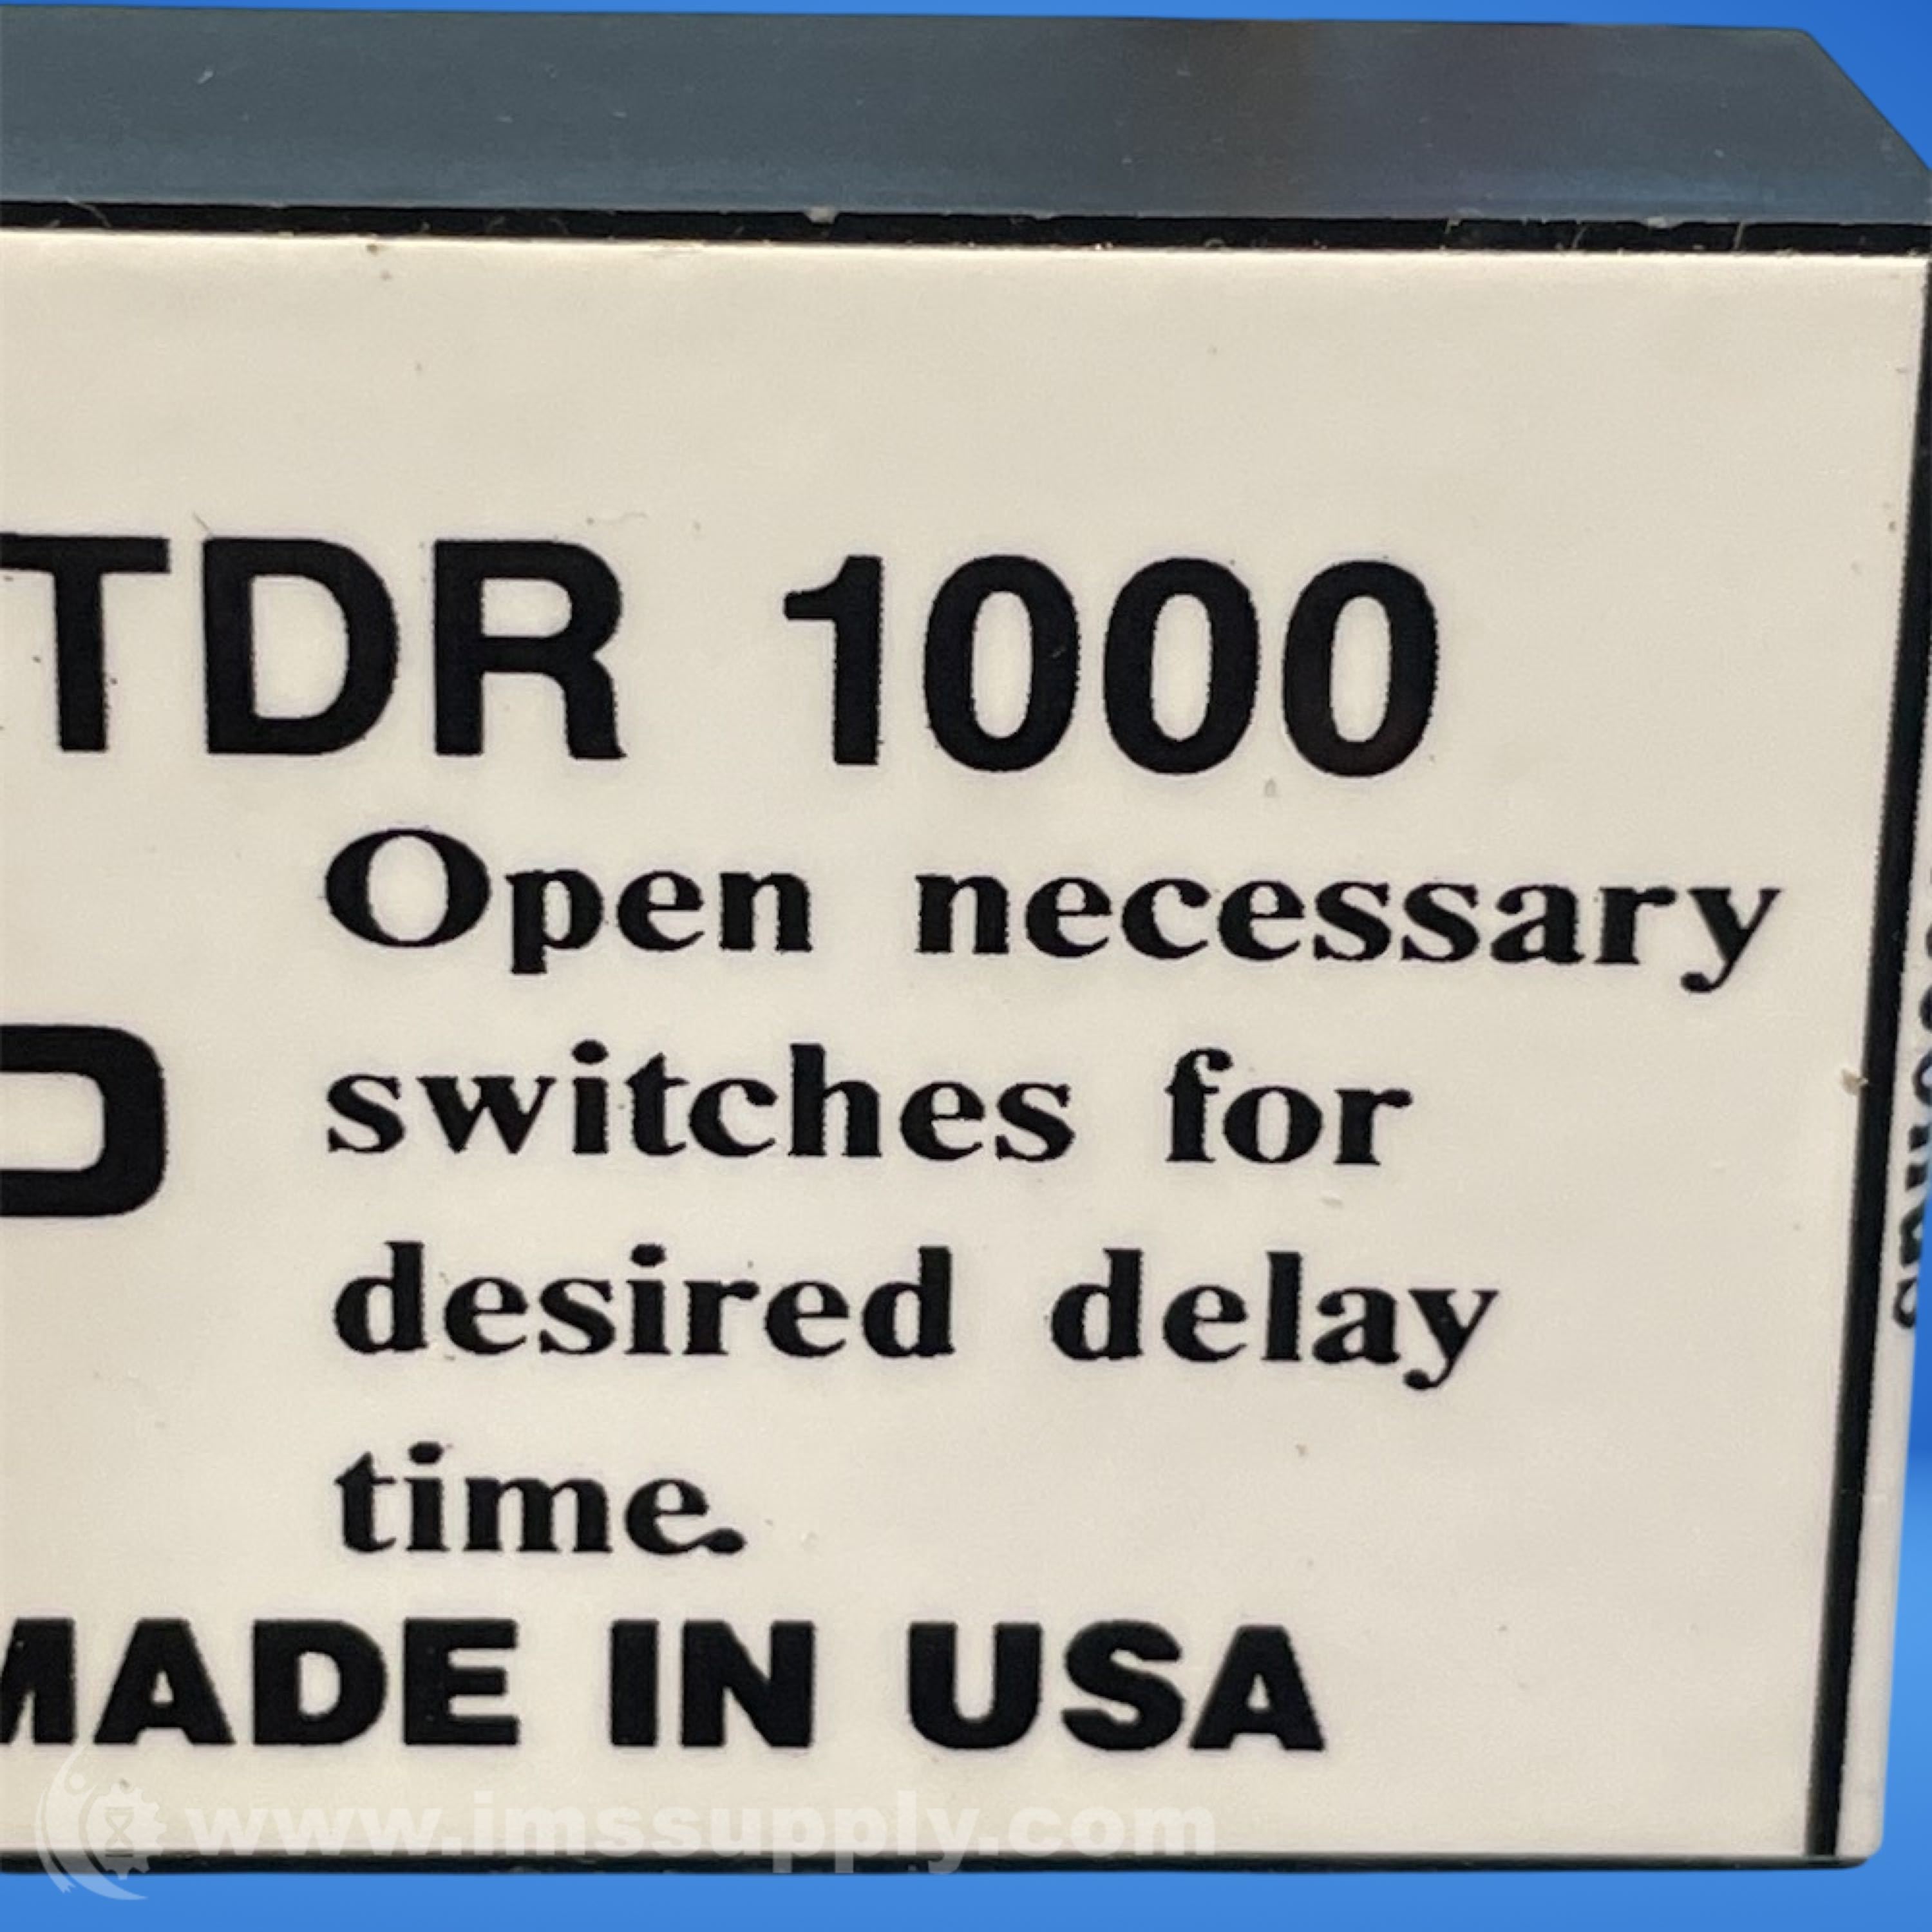 TDR 1000
Open necessary
switches for
desired delay
time.
MADE IN USA
www.imssupply.com